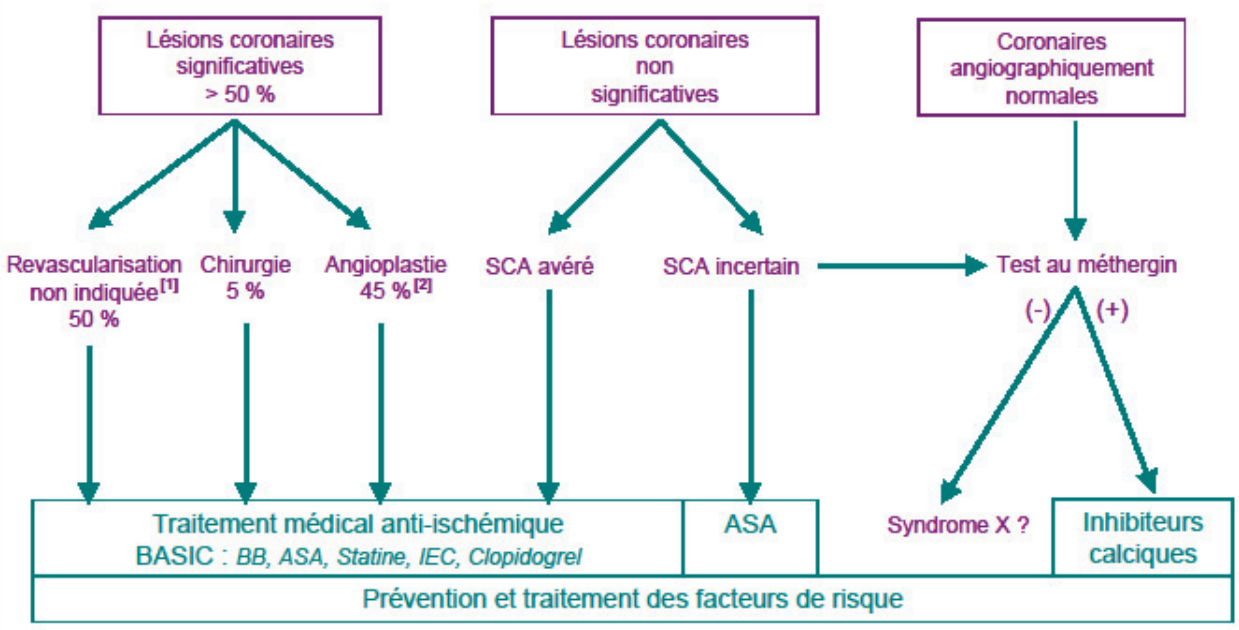 Lésions coronaires
significatives
> 50 %
Lésions coronaires
non
significatives
Coronaires
angiographiquement
normales
Revascularisation
non indiquée[1]
50 %
Chirurgie
5 %
Angioplastie
45 %[2]
SCA avéré
SCA incertain
Test au méthergin
(-)
(+)
Traitement médical anti-ischémique
BASIC : BB, ASA, Statine, IEC, Clopidogrel
ASA
Syndrome X ?
Inhibiteurs
calciques
Prévention et traitement des facteurs de risque